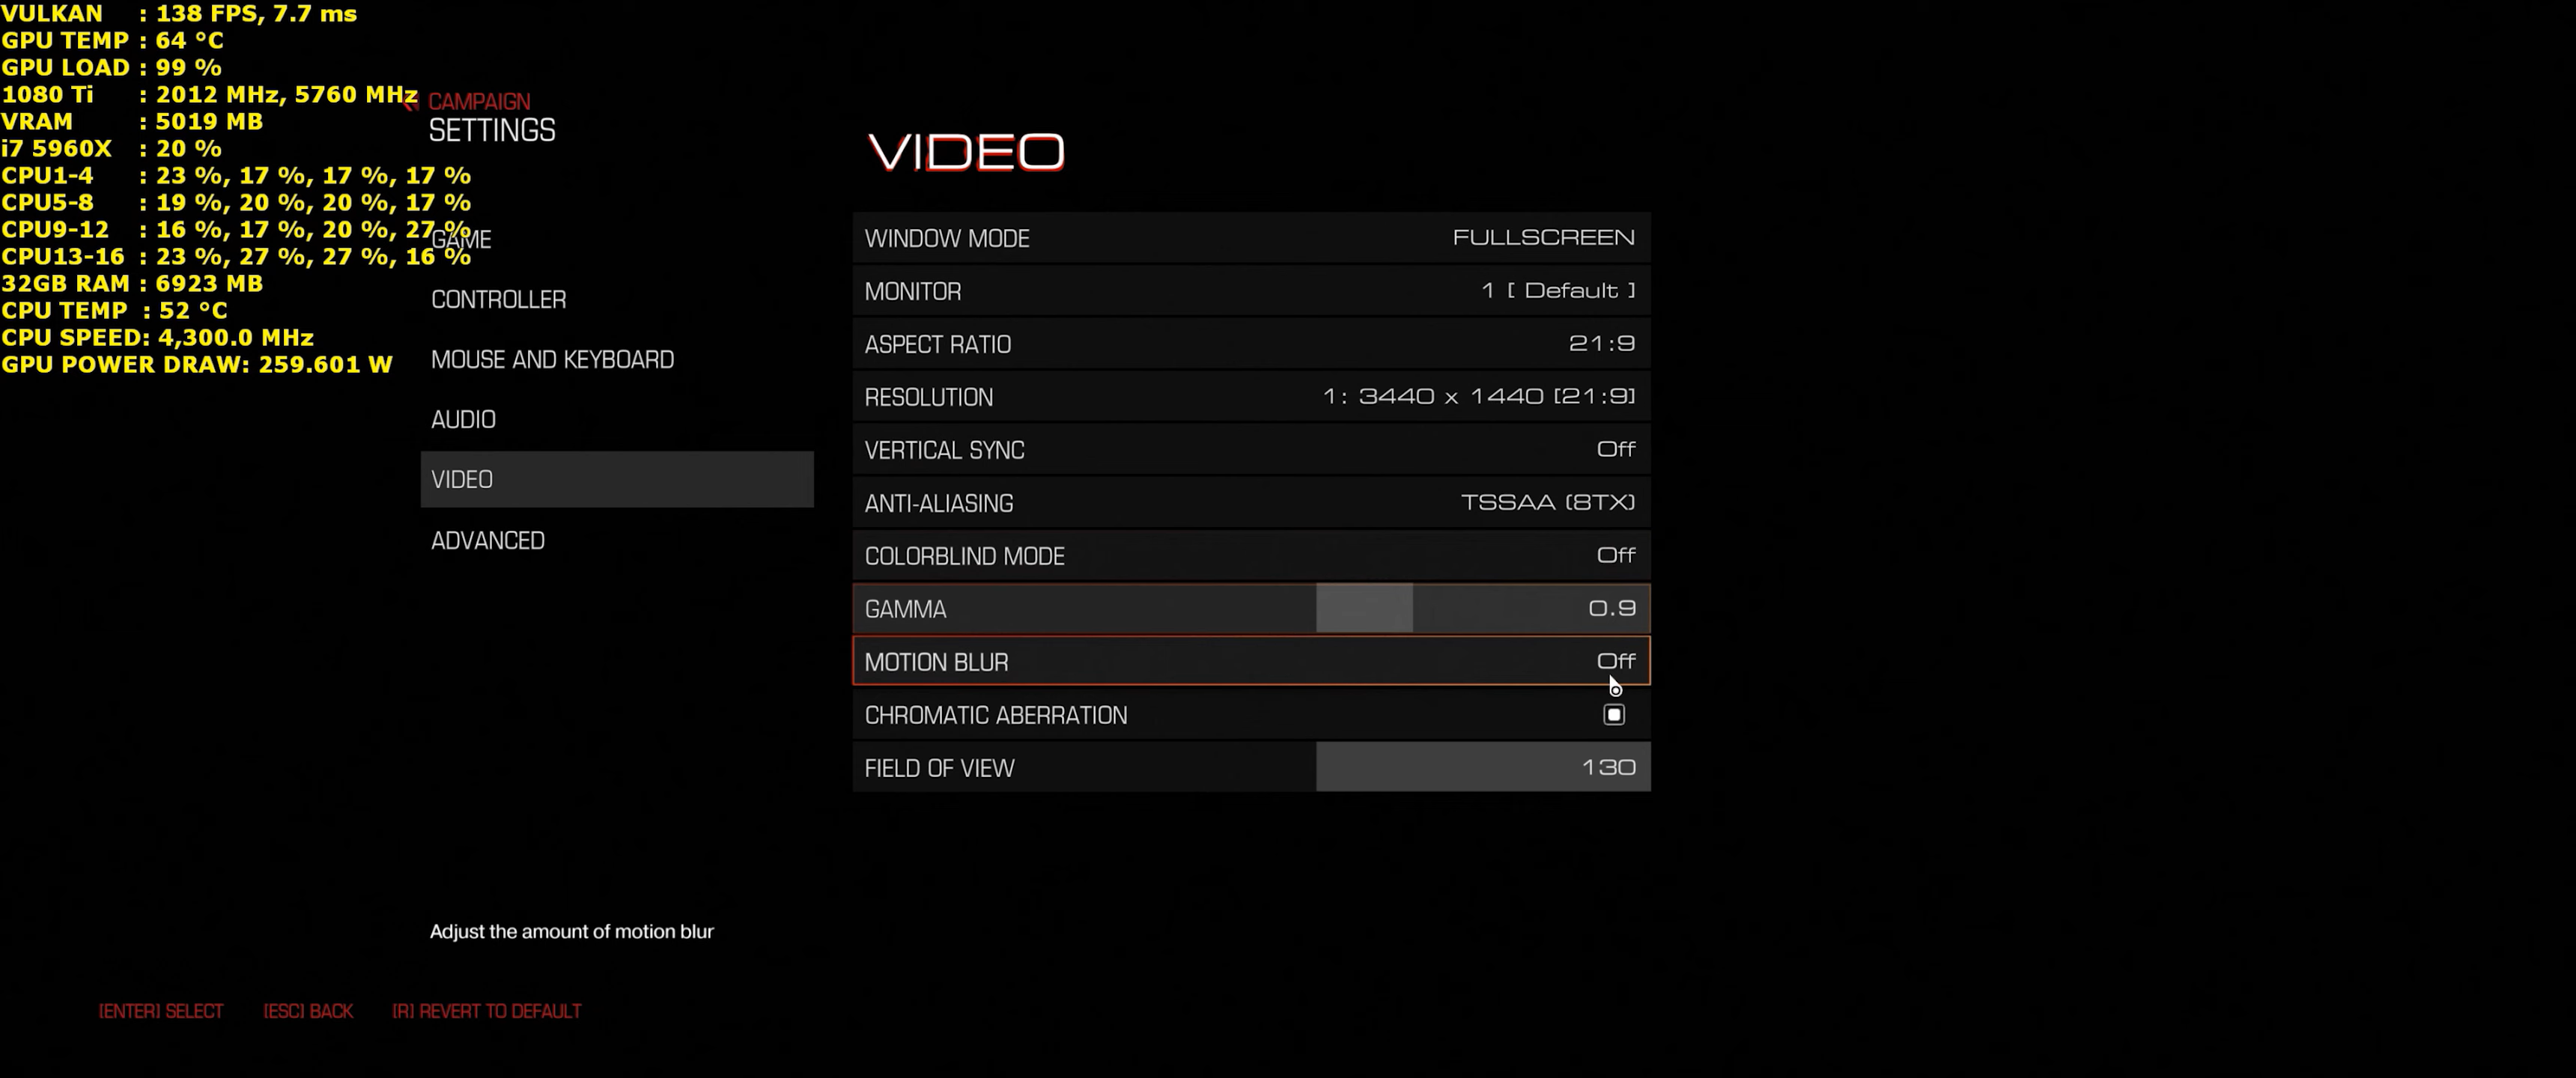 VULKAN : 138 FPS, 7.7 ms
GPU TEMP : 64 °C
GPU LOAD : 99 %
1080 Ti : 2012 MHz, 5760 MHz
VRAM : 5019 MB
i7 5960X : 20 %
CPU1-4 : 23 %, 17 %, 17 %, 17 %
CPU5-8 : 19 %, 20 %, 20 %, 17 %
CPU9-12 : 16 %, 17 %, 20 %, 27 %
CPU13-16 : 23 %, 27 %, 27 %, 16 %
32GB RAM : 6923 MB
CPU TEMP : 52 °C
CPU SPEED: 4,300.0 MHz
GPU POWER DRAW: 259.601 W
CAMPAIGN
SETTINGS
GAME
CONTROLLER
MOUSE AND KEYBOARD
AUDIO
VIDEO
ADVANCED
VIDEO
WINDOW MODE FULLSCREEN
MONITOR 1 [ Default ]
ASPECT RATIO 21:9
RESOLUTION 1: 3440 x 1440 [21:9]
VERTICAL SYNC Off
ANTI-ALIASING TSSAA (8TX)
COLORBLIND MODE Off
GAMMA 0.9
MOTION BLUR Off
CHROMATIC ABERRATION
FIELD OF VIEW 130
Adjust the amount of motion blur
[ENTER] SELECT [ESC] BACK [R] REVERT TO DEFAULT